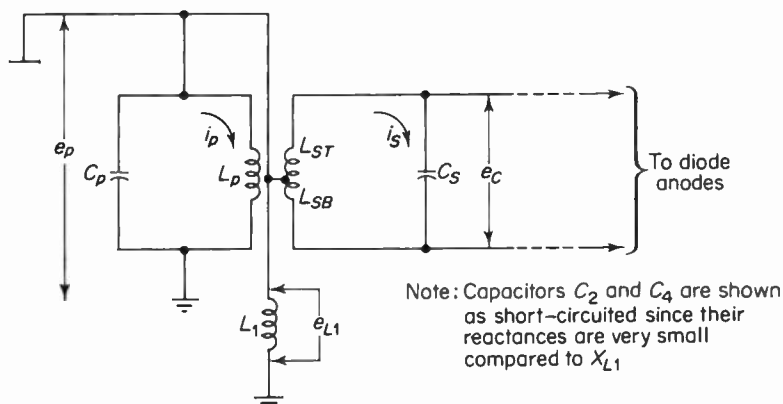 e_p
C_p
i_p
L_p
L_ST
L_SB
i_s
C_S
e_C
To diode
anodes
L_1
e_L1
Note: Capacitors C_2 and C_4 are shown
as short-circuited since their
reactances are very small
compared to X_L1